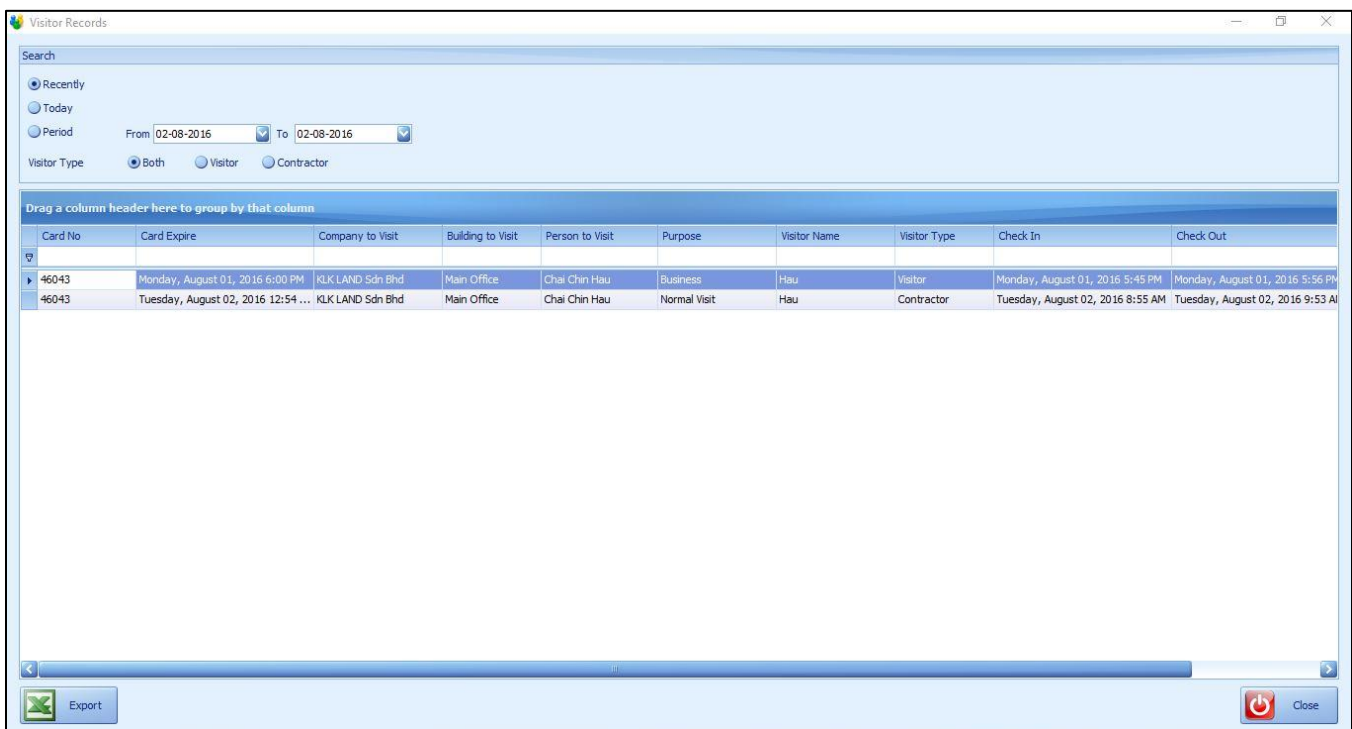 Visitor Records
Search
Recently
Today
Period From 02-08-2016 To 02-08-2016
Visitor Type Both Visitor Contractor
Drag a column header here to group by that column
Card No Card Expire Company to Visit Building to Visit Person to Visit Purpose Visitor Name Visitor Type Check In Check Out
46043 Monday, August 01, 2016 6:00 PM KLK LAND Sdn Bhd Main Office Chai Chin Hau Business Hau Visitor Monday, August 01, 2016 5:45 PM Monday, August 01, 2016 5:56 PM
46043 Tuesday, August 02, 2016 12:54 ... KLK LAND Sdn Bhd Main Office Chai Chin Hau Normal Visit Hau Contractor Tuesday, August 02, 2016 8:55 AM Tuesday, August 02, 2016 9:53 A
Export Close